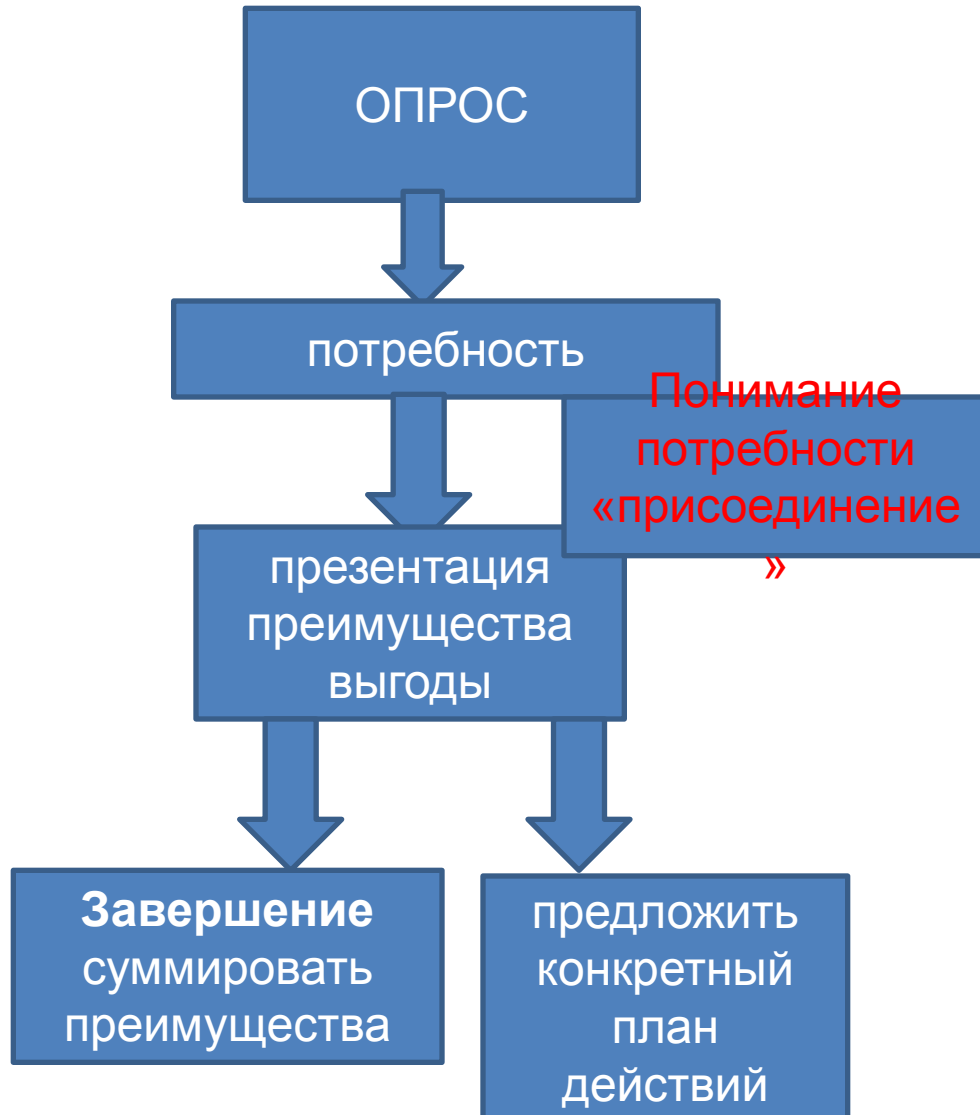 ОПРОС
потребность
Понимание
потребности
«присоединение
»
презентация
преимущества
выгоды
Завершение
суммировать
преимущества
предложить
конкретный
план
действий